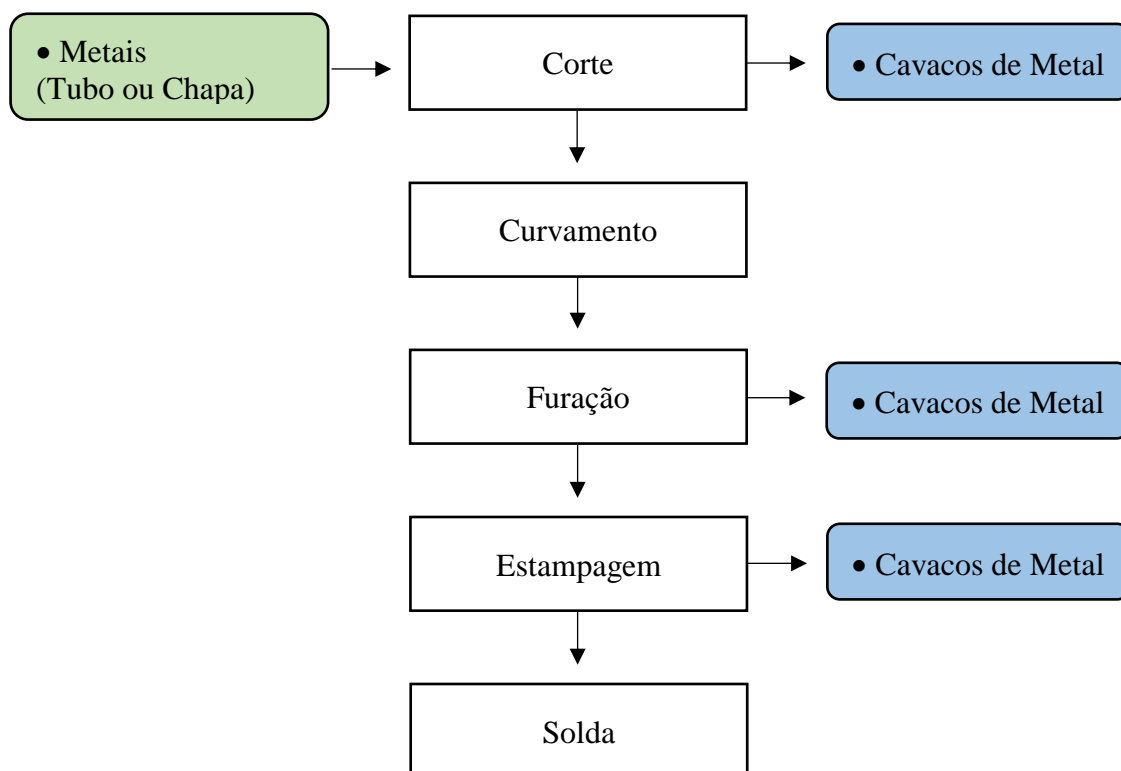 • Metais
(Tubo ou Chapa)
Corte
• Cavacos de Metal
Curvamento
Furação
• Cavacos de Metal
Estampagem
• Cavacos de Metal
Solda